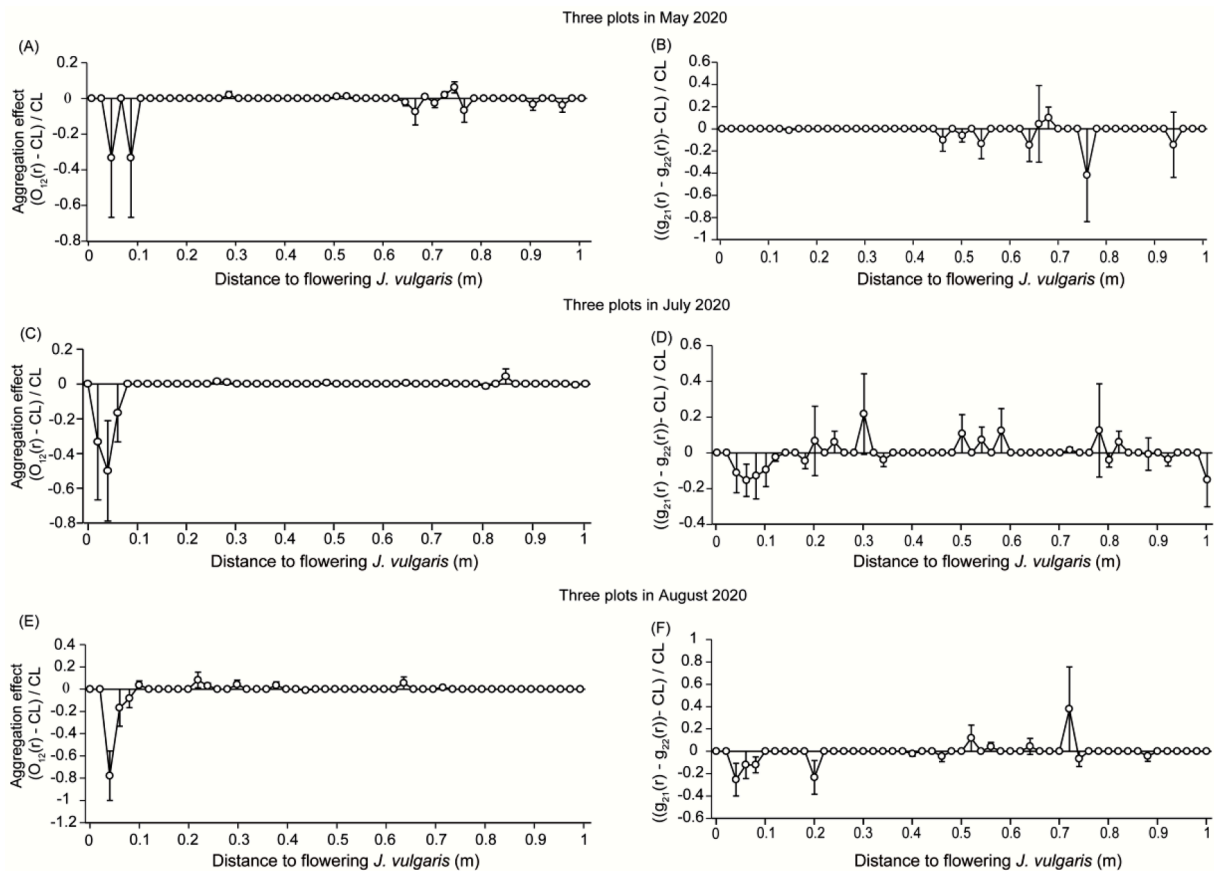 Three plots in May 2020
(A)
Aggregation effect
(O12(r) - CL) / CL
0.2
0
-0.2
-0.4
-0.6
-0.8
0 0.1 0.2 0.3 0.4 0.5 0.6 0.7 0.8 0.9 1
Distance to flowering J. vulgaris (m)
(B)
((g21(r) - g22(r))- CL) / CL
0.6
0.4
0.2
0
-0.2
-0.4
-0.6
-0.8
-1
0 0.1 0.2 0.3 0.4 0.5 0.6 0.7 0.8 0.9 1
Distance to flowering J. vulgaris (m)
Three plots in July 2020
(C)
Aggregation effect
(O12(r) - CL) / CL
0.2
0
-0.2
-0.4
-0.6
-0.8
0 0.1 0.2 0.3 0.4 0.5 0.6 0.7 0.8 0.9 1
Distance to flowering J. vulgaris (m)
(D)
((g21(r) - g22(r))- CL) / CL
0.6
0.4
0.2
0
-0.2
-0.4
0 0.1 0.2 0.3 0.4 0.5 0.6 0.7 0.8 0.9 1
Distance to flowering J. vulgaris (m)
Three plots in August 2020
(E)
Aggregation effect
(O12(r) - CL) / CL
0.4
0.2
0
-0.2
-0.4
-0.6
-0.8
-1
-1.2
0 0.1 0.2 0.3 0.4 0.5 0.6 0.7 0.8 0.9 1
Distance to flowering J. vulgaris (m)
(F)
((g21(r) - g22(r))- CL) / CL
1
0.8
0.6
0.4
0.2
0
-0.2
-0.4
-0.6
0 0.1 0.2 0.3 0.4 0.5 0.6 0.7 0.8 0.9 1
Distance to flowering J. vulgaris (m)